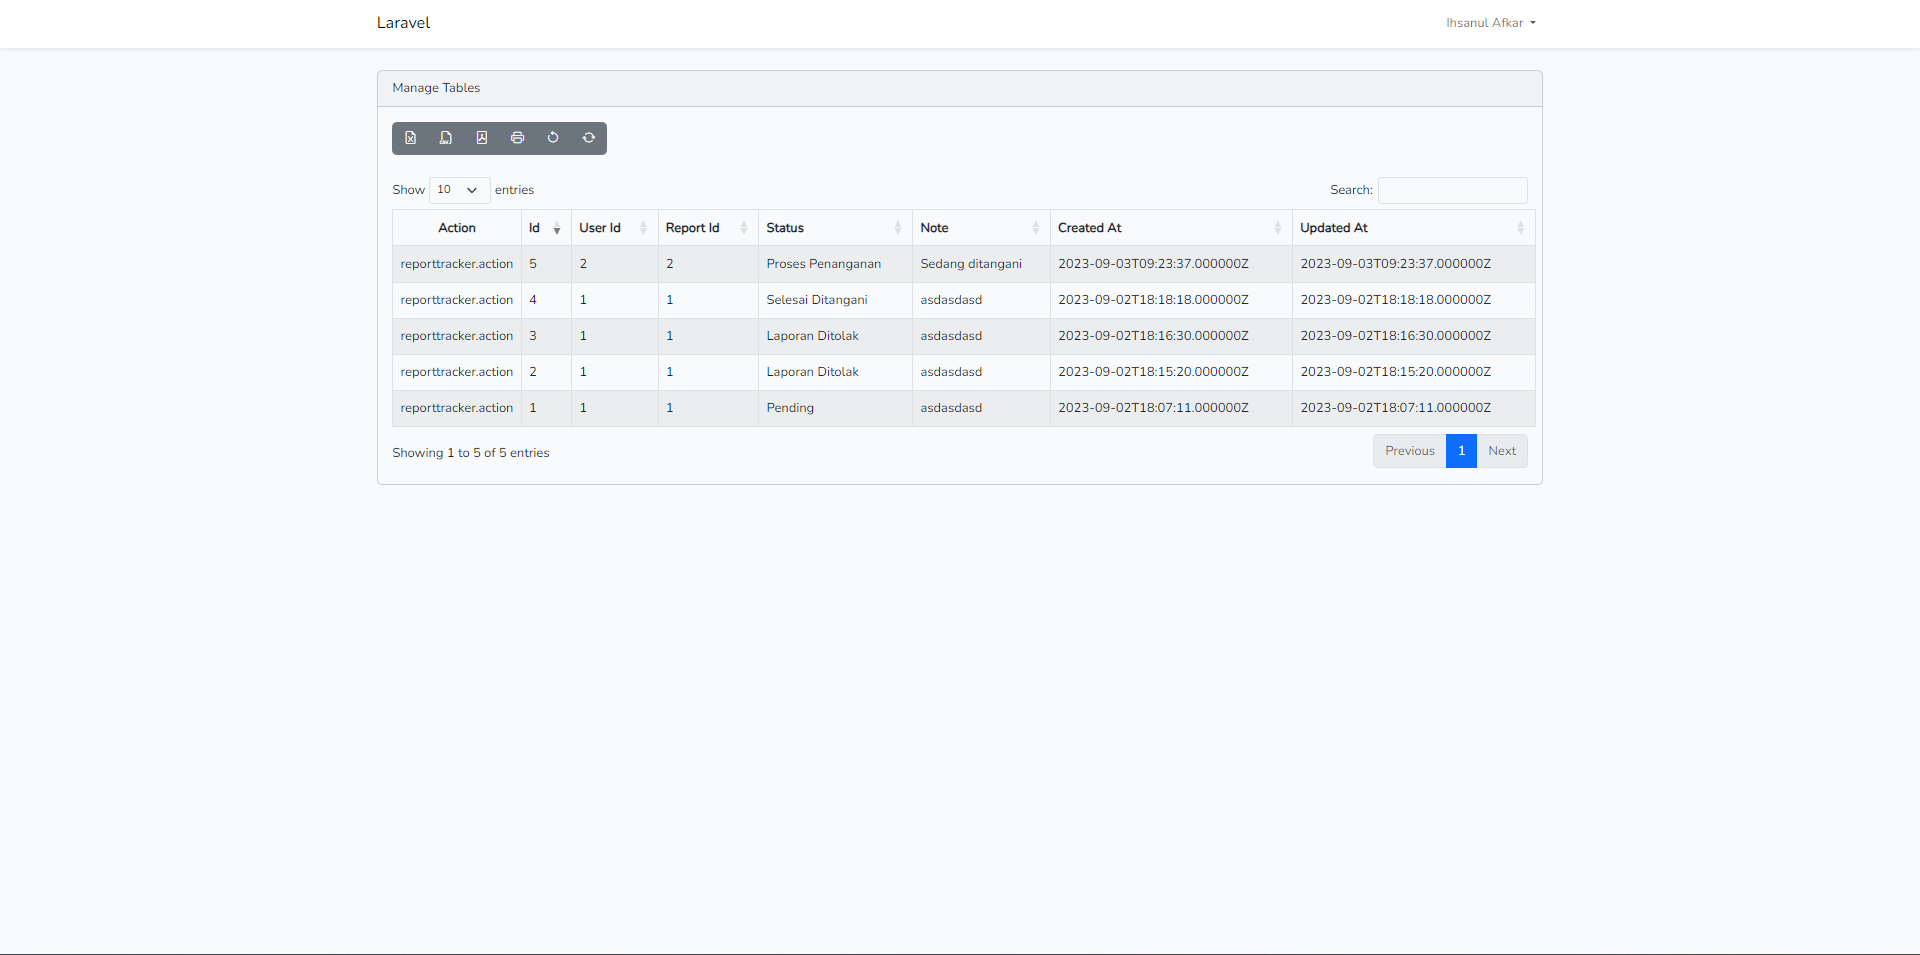 Laravel
Ihsanul Afkar
Manage Tables
Show 10 entries
Search:
Action Id User Id Report Id Status Note Created At Updated At
reporttracker.action 5 2 2 Proses Penanganan Sedang ditangani 2023-09-03T09:23:37.000000Z 2023-09-03T09:23:37.000000Z
reporttracker.action 4 1 1 Selesai Ditangani asdasdasd 2023-09-02T18:18:18.000000Z 2023-09-02T18:18:18.000000Z
reporttracker.action 3 1 1 Laporan Ditolak asdasdasd 2023-09-02T18:16:30.000000Z 2023-09-02T18:16:30.000000Z
reporttracker.action 2 1 1 Laporan Ditolak asdasdasd 2023-09-02T18:15:20.000000Z 2023-09-02T18:15:20.000000Z
reporttracker.action 1 1 1 Pending asdasdasd 2023-09-02T18:07:11.000000Z 2023-09-02T18:07:11.000000Z
Showing 1 to 5 of 5 entries
Previous 1 Next